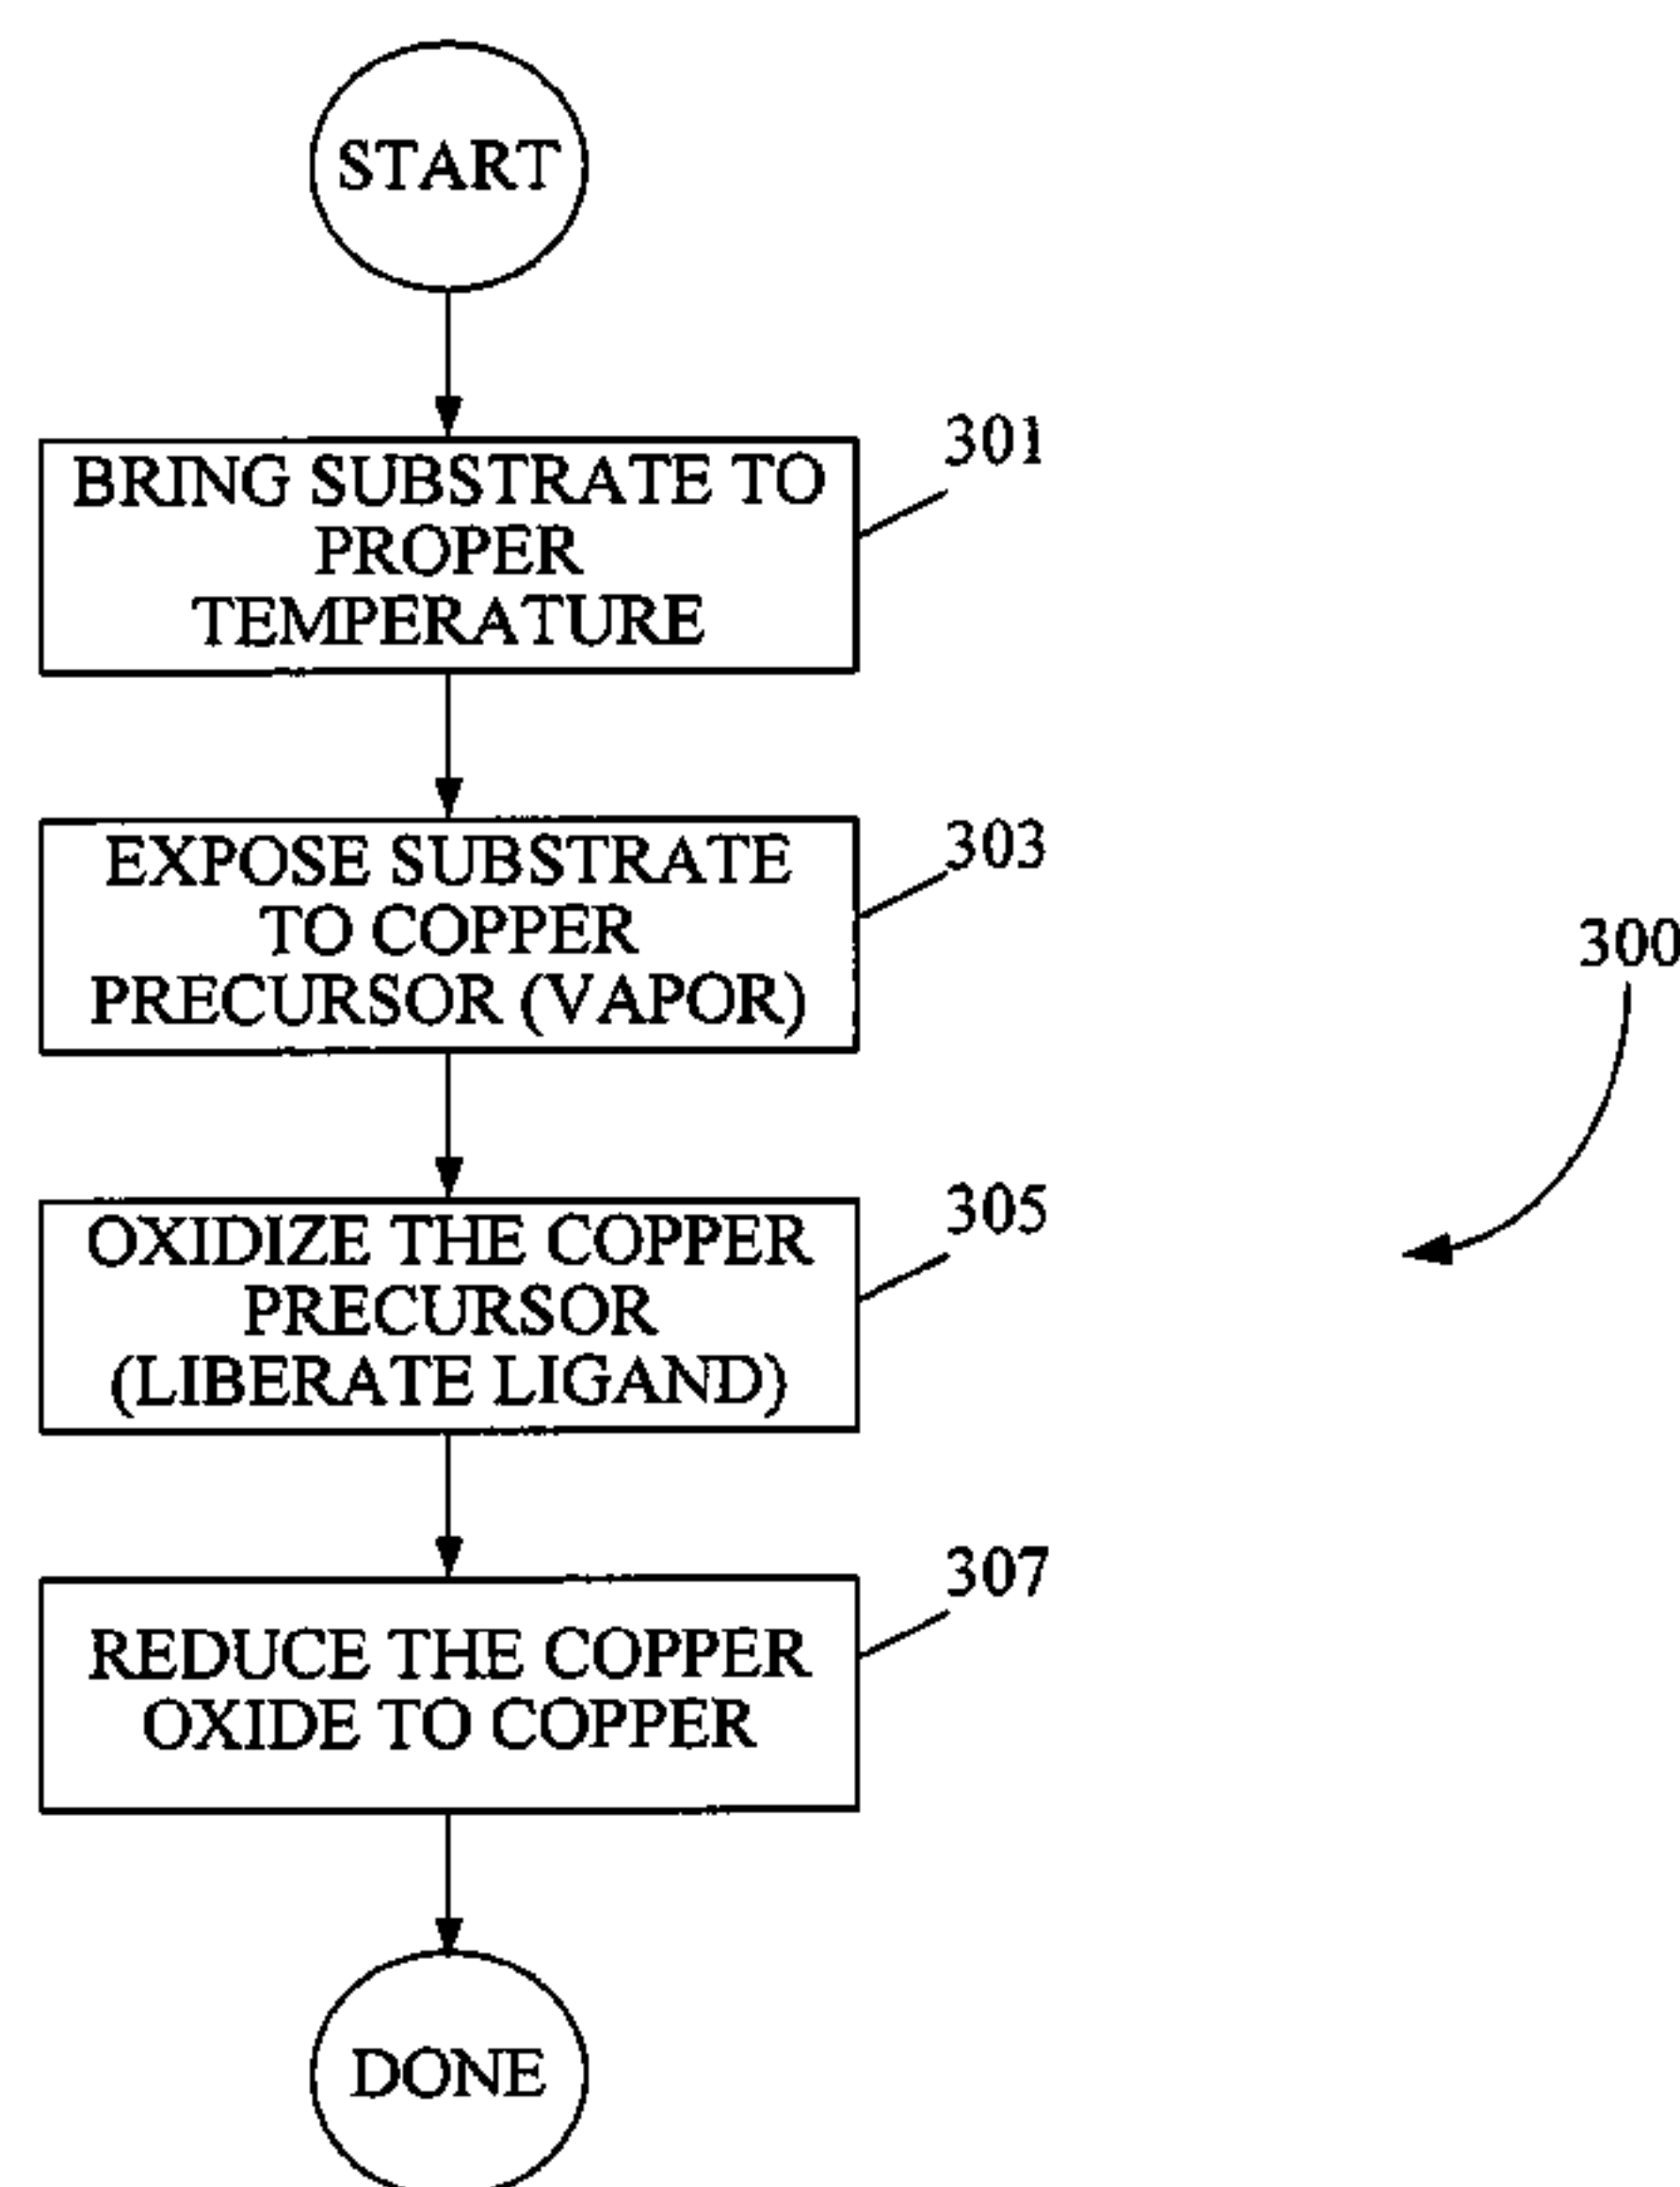 START
301
BRING SUBSTRATE TO
PROPER
TEMPERATURE
303
EXPOSE SUBSTRATE
TO COPPER
PRECURSOR (VAPOR)
300
305
OXIDIZE THE COPPER
PRECURSOR
(LIBERATE LIGAND)
307
REDUCE THE COPPER
OXIDE TO COPPER
DONE